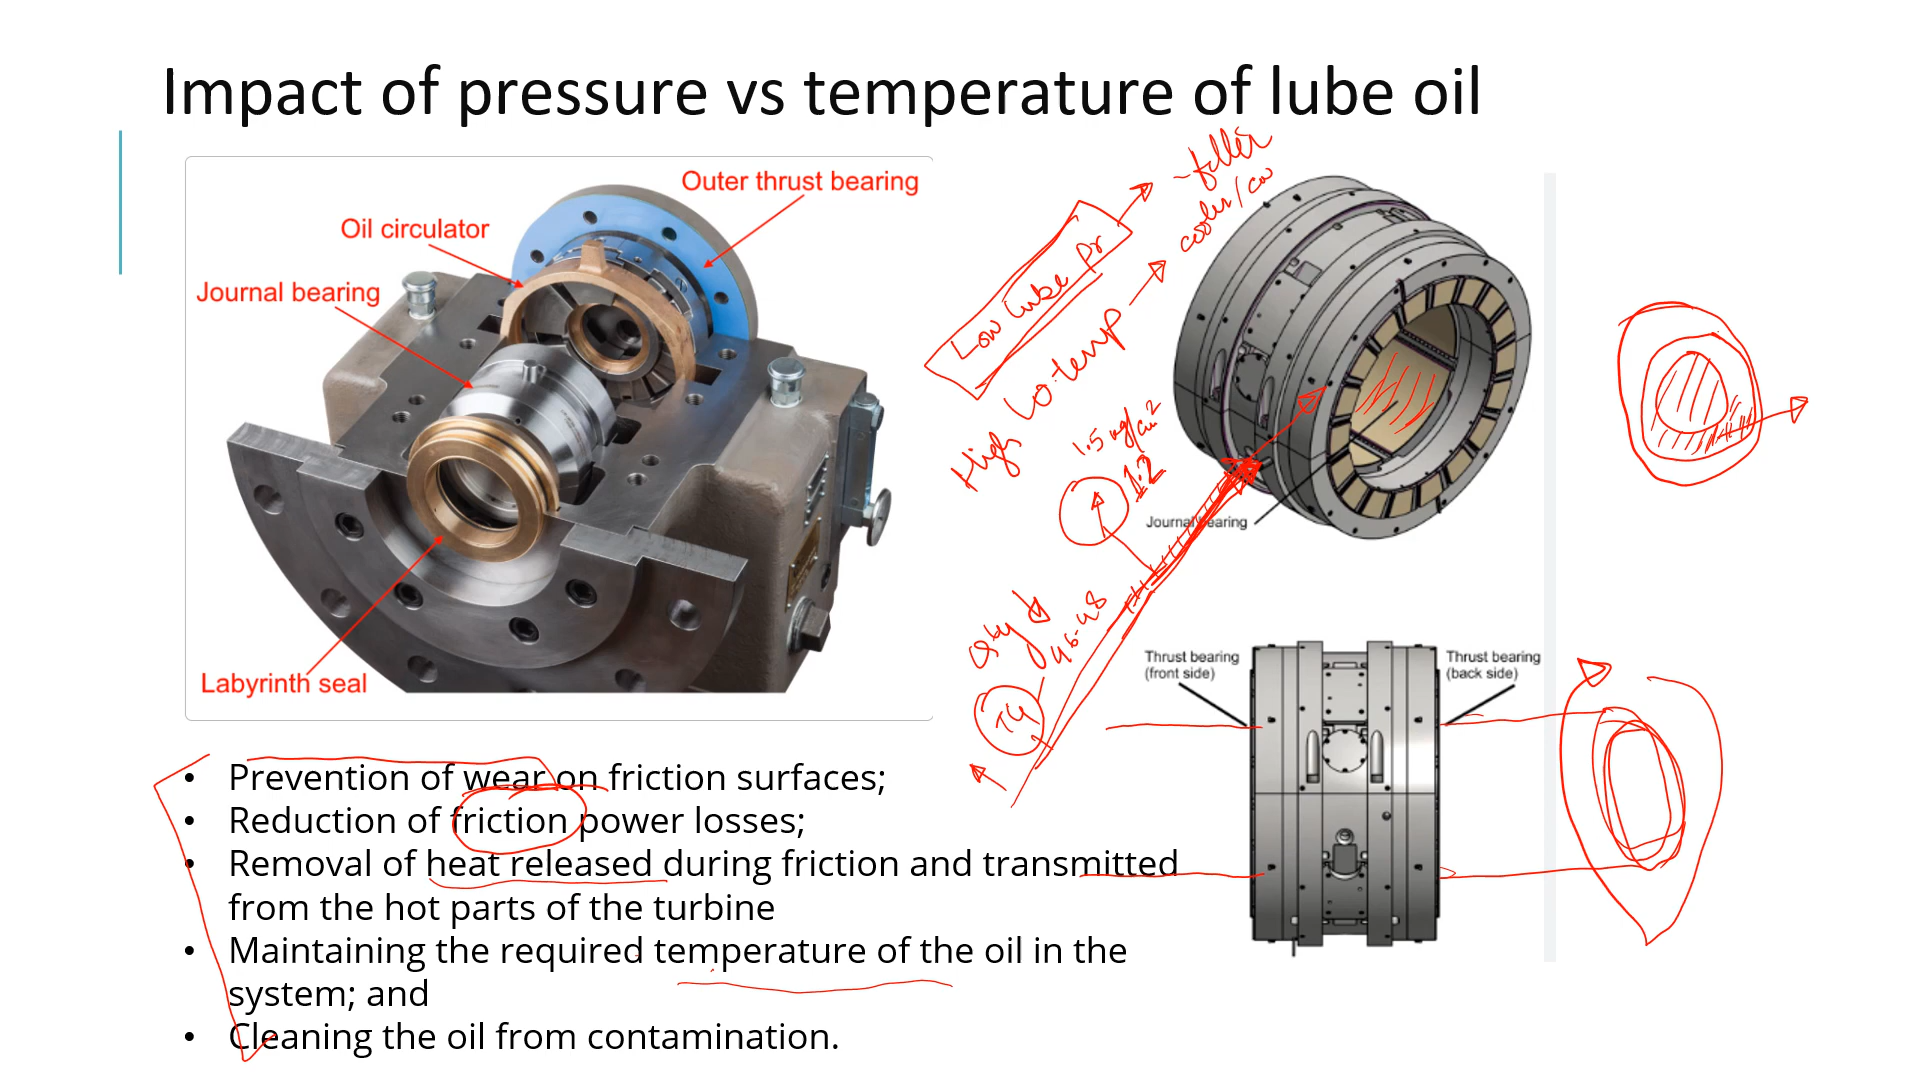 Impact of pressure vs temperature of lube oil
Outer thrust bearing
Oil circulator
Journal bearing
Labyrinth seal
Low lube Pr
~filter
High Lo-temp
cooler/cw
1.5 kg/cm²
1.2
Qty
46-48
Journal bearing
Thrust bearing
(front side)
Thrust bearing
(back side)
• Prevention of wear on friction surfaces;
• Reduction of friction power losses;
• Removal of heat released during friction and transmitted
from the hot parts of the turbine
• Maintaining the required temperature of the oil in the
system; and
• Cleaning the oil from contamination.